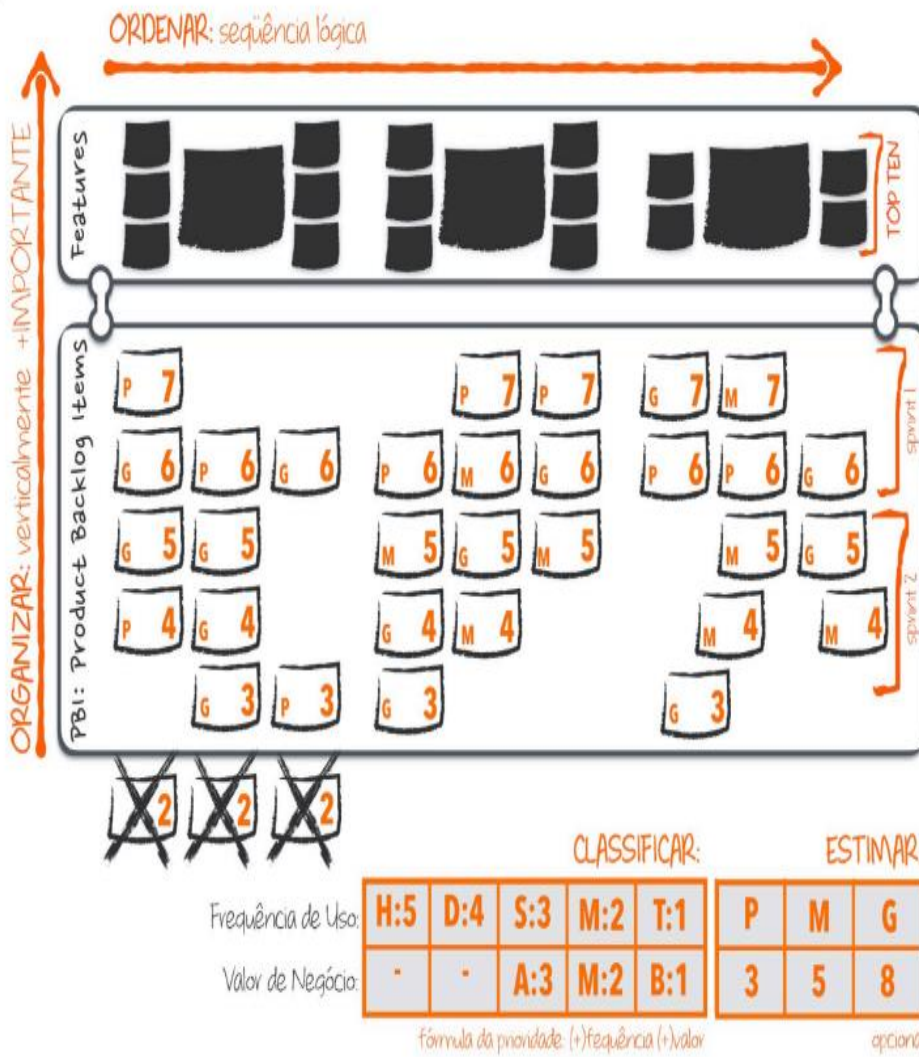 ORDENAR: seqüência lógica
ORGANIZAR: verticalmente +IMPORTANTE
Features
TOP TEN
PBI: Product Backlog Items
P 7 P 7 P 7 G 7 M 7
G 6 P 6 G 6 P 6 M 6 G 6 P 6 P 6 G 6
sprint 1
G 5 G 5 M 5 G 5 M 5 M 5 G 5
P 4 G 4 G 4 M 4 M 4 M 4
sprint 2
G 3 P 3 G 3 G 3
2 2 2
CLASSIFICAR: ESTIMAR
Frequência de Uso: H:5 D:4 S:3 M:2 T:1 P M G
Valor de Negócio: - - A:3 M:2 B:1 3 5 8
fórmula da prioridade: (+)fequência (+)valor opciona